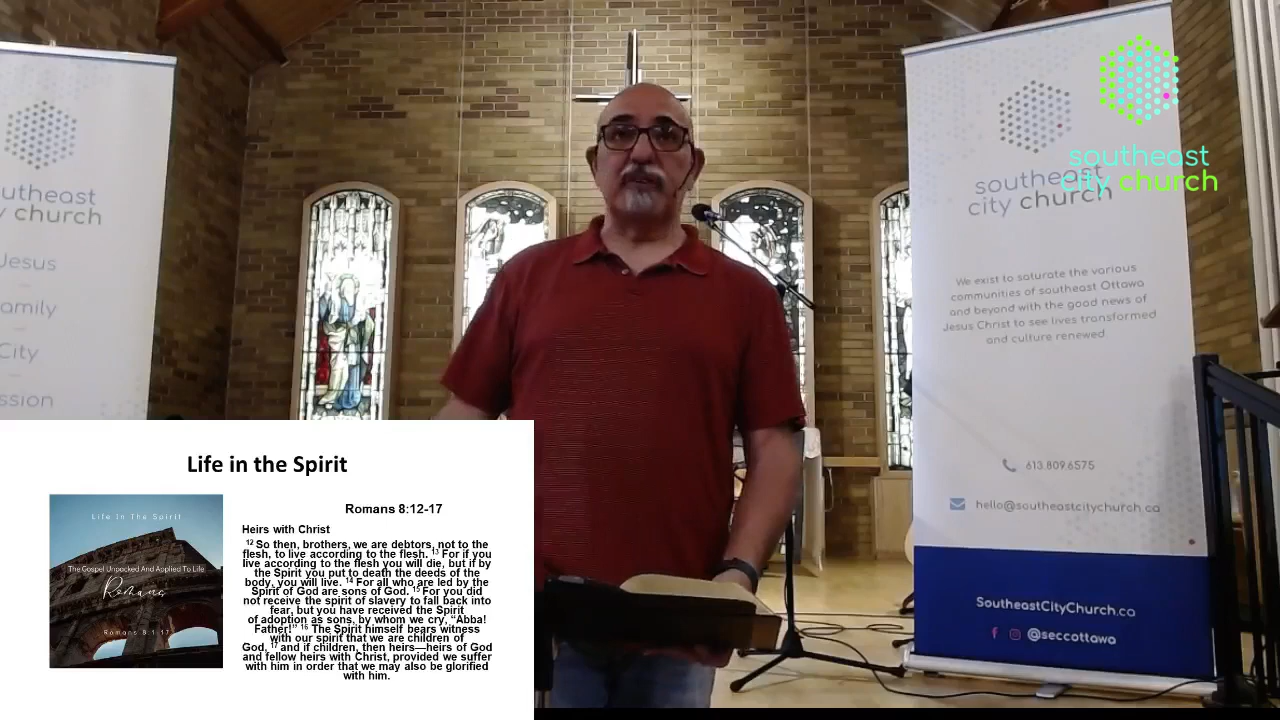 utheast
y church
Jesus
amily
City
ssion
southeast
city church
southeast
city church
We exist to saturate the various
communities of southeast Ottawa
and beyond with the good news of
Jesus Christ to see lives transformed
and culture renewed
613.809.6575
hello@southeastcitychurch.ca
SoutheastCityChurch.ca
@seccottawa
Life in the Spirit
Life In The Spirit
The Gospel Unpacked And Applied To Life
Romans
Romans 8:1-17
Romans 8:12-17
Heirs with Christ
12 So then, brothers, we are debtors, not to the
flesh, to live according to the flesh. 13 For if you
live according to the flesh you will die, but if by
the Spirit you put to death the deeds of the
body, you will live. 14 For all who are led by the
Spirit of God are sons of God. 15 For you did
not receive the spirit of slavery to fall back into
fear, but you have received the Spirit
of adoption as sons, by whom we cry, “Abba!
Father!” 16 The Spirit himself bears witness
with our spirit that we are children of
God, 17 and if children, then heirs—heirs of God
and fellow heirs with Christ, provided we suffer
with him in order that we may also be glorified
with him.